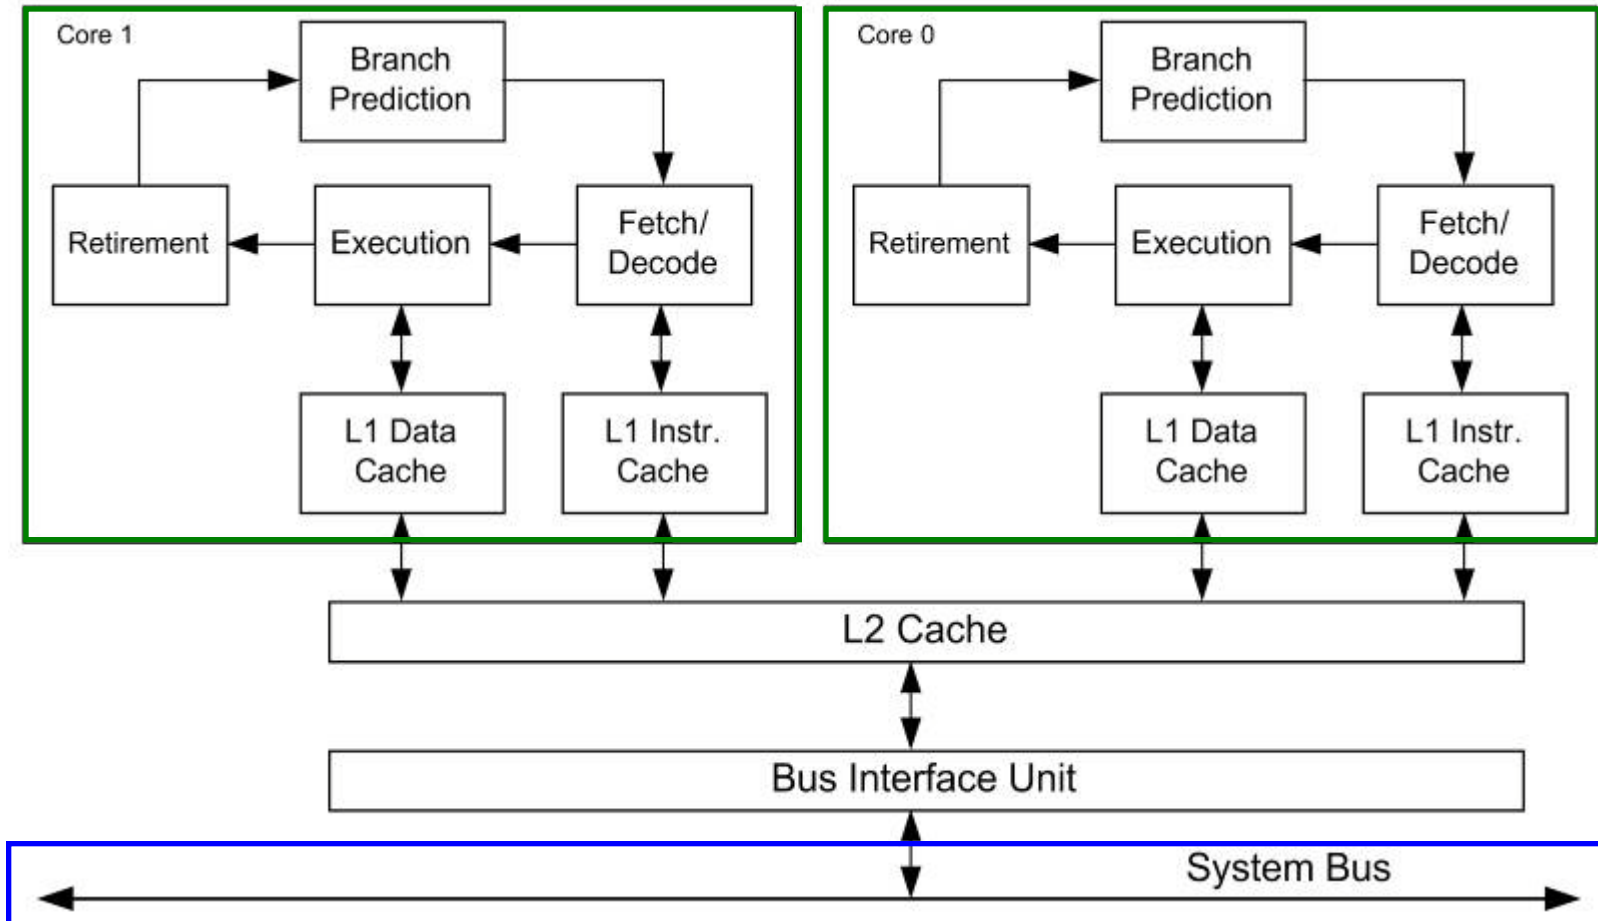 Core 1
Branch
Prediction
Retirement
Execution
Fetch/
Decode
L1 Data
Cache
L1 Instr.
Cache
Core 0
Branch
Prediction
Retirement
Execution
Fetch/
Decode
L1 Data
Cache
L1 Instr.
Cache
L2 Cache
Bus Interface Unit
System Bus